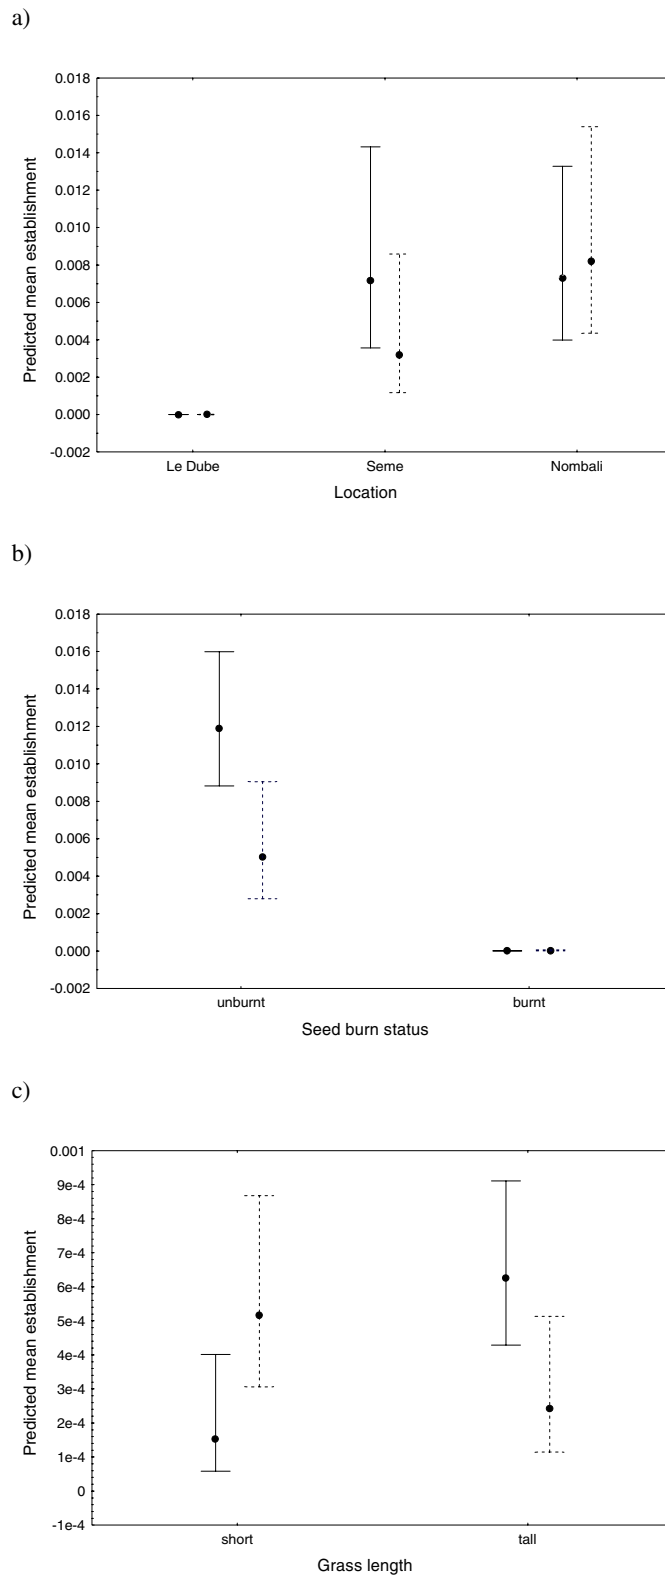 a)
0.018
0.016
0.014
0.012
0.010
0.008
0.006
0.004
0.002
0.000
-0.002
Predicted mean establishment
Le Dube Seme Nombali
Location
b)
0.018
0.016
0.014
0.012
0.010
0.008
0.006
0.004
0.002
0.000
-0.002
Predicted mean establishment
unburnt burnt
Seed burn status
c)
0.001
9e-4
8e-4
7e-4
6e-4
5e-4
4e-4
3e-4
2e-4
1e-4
0
-1e-4
Predicted mean establishment
short tall
Grass length